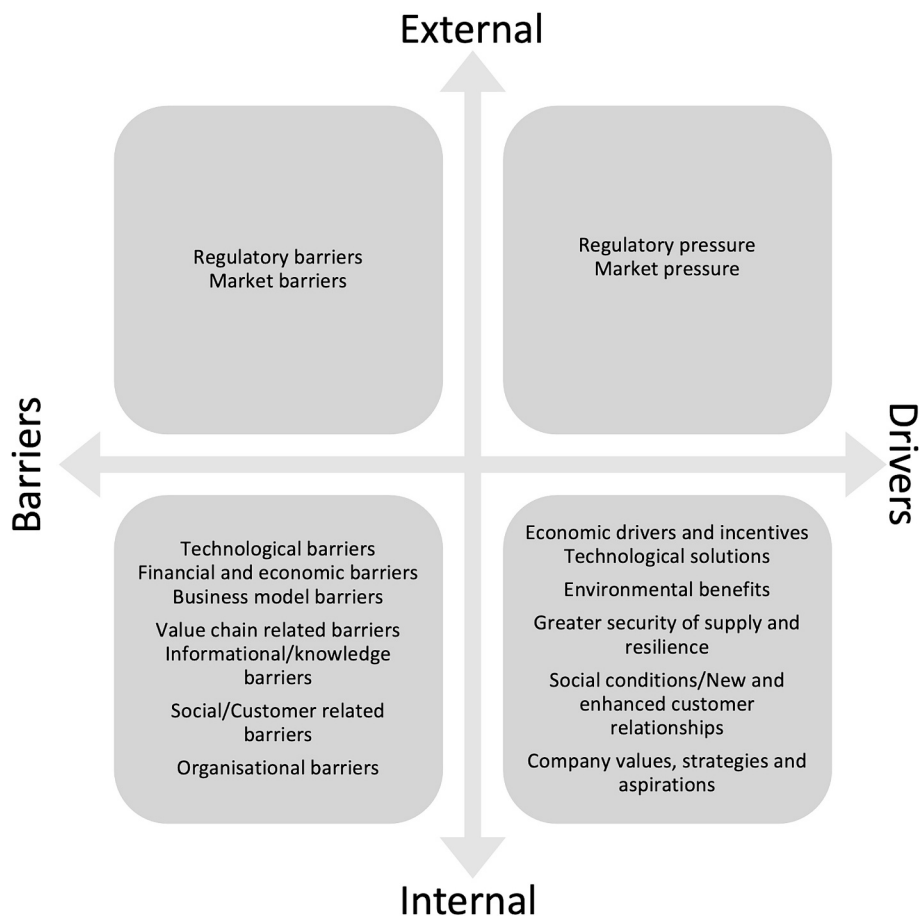 External
Regulatory barriers
Market barriers
Regulatory pressure
Market pressure
Barriers
Drivers
Technological barriers
Financial and economic barriers
Business model barriers
Value chain related barriers
Informational/knowledge
barriers
Social/Customer related
barriers
Organisational barriers
Economic drivers and incentives
Technological solutions
Environmental benefits
Greater security of supply and
resilience
Social conditions/New and
enhanced customer
relationships
Company values, strategies and
aspirations
Internal